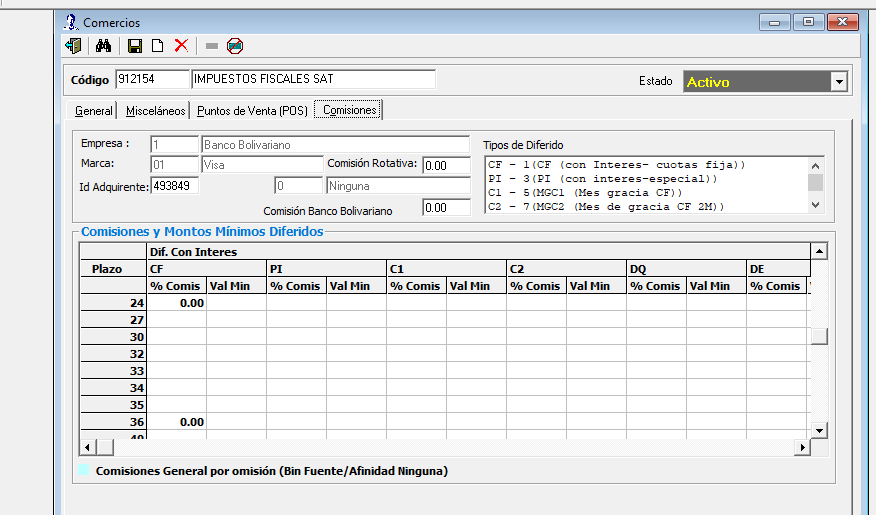 Comercios
Código 912154 IMPUESTOS FISCALES SAT Estado Activo
General Misceláneos Puntos de Venta (POS) Comisiones
Empresa : 1 Banco Bolivariano
Marca: 01 Visa Comisión Rotativa: 0.00
Id Adquirente: 493849 0 Ninguna
Comisión Banco Bolivariano 0.00
Tipos de Diferido
CF - 1(CF (con Interes- cuotas fija))
PI - 3(PI (con interes-especial))
C1 - 5(MGC1 (Mes gracia CF))
C2 - 7(MGC2 (Mes de gracia CF 2M))
Comisiones y Montos Mínimos Diferidos
Dif. Con Interes
Plazo CF PI C1 C2 DQ DE
% Comis Val Min % Comis Val Min % Comis Val Min % Comis Val Min % Comis Val Min % Comis
24 0.00
27
30
32
33
34
35
36 0.00
Comisiones General por omisión (Bin Fuente/Afinidad Ninguna)